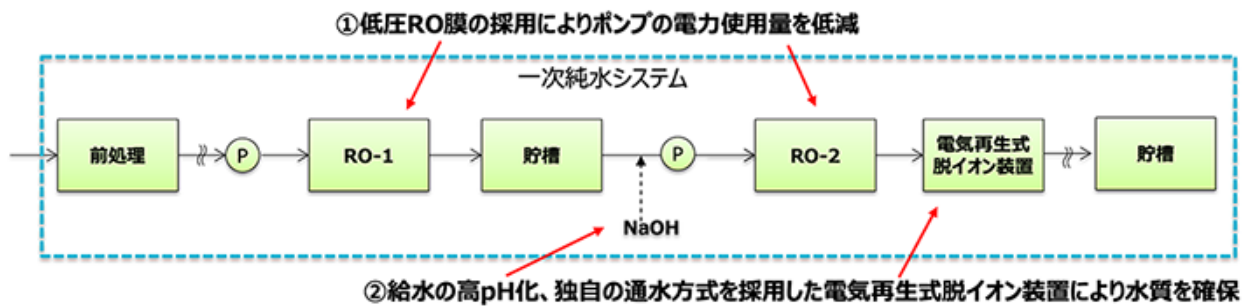 ①低圧RO膜の採用によりポンプの電力使用量を低減
一次純水システム
前処理
P
RO-1
貯槽
P
RO-2
電気再生式
脱イオン装置
貯槽
NaOH
②給水の高pH化、独自の通水方式を採用した電気再生式脱イオン装置により水質を確保